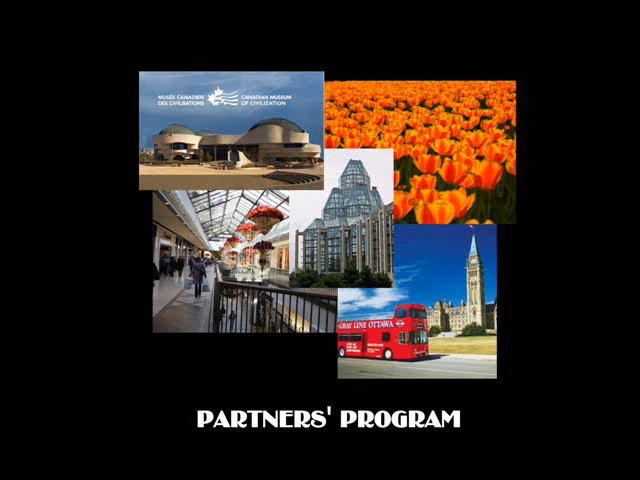 MUSÉE CANADIEN
DES CIVILISATIONS
CANADIAN MUSEUM
OF CIVILIZATION
GRAY LINE OTTAWA
PARTNERS' PROGRAM